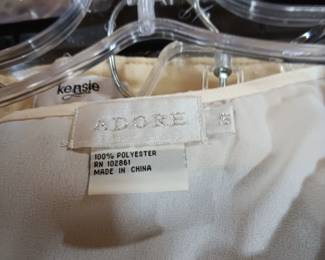 kensie
ADORE
S
100% POLYESTER
RN 102861
MADE IN CHINA